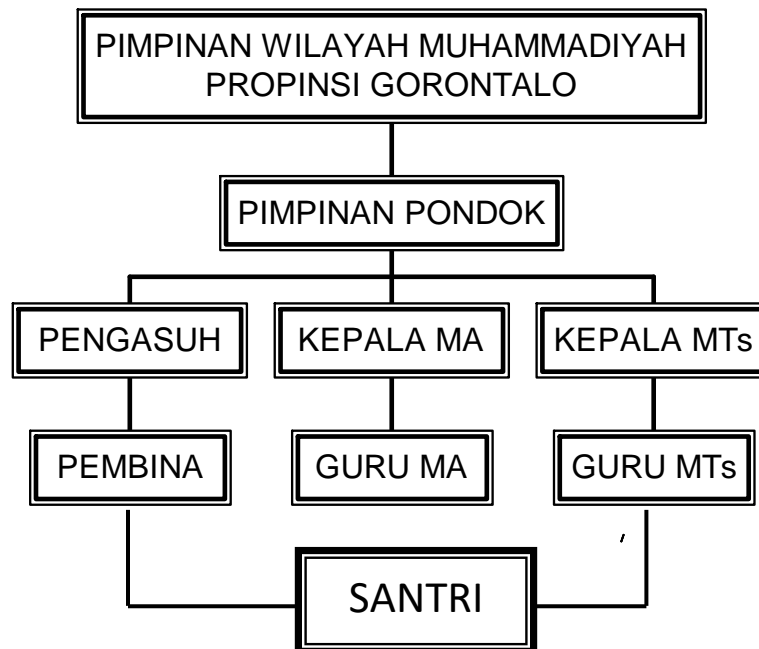 PIMPINAN WILAYAH MUHAMMADIYAH
PROPINSI GORONTALO
PIMPINAN PONDOK
PENGASUH
KEPALA MA
KEPALA MTs
PEMBINA
GURU MA
GURU MTs
SANTRI